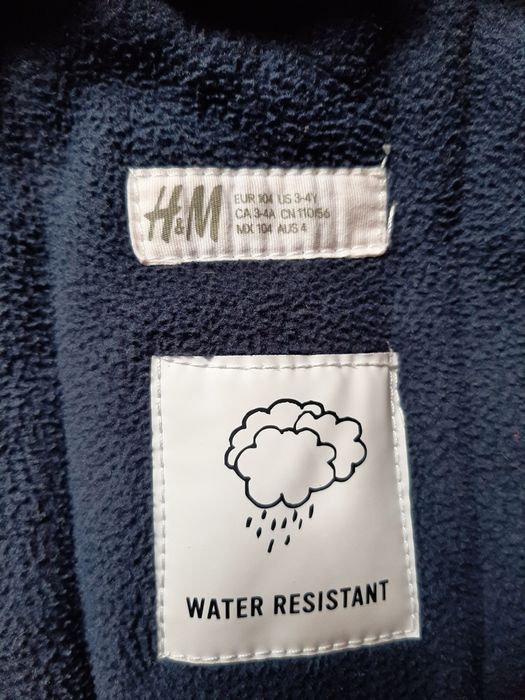 H&M
EUR 104 US 3-4Y
CA 3-4A CN 110/56
MX 104 AUS 4
WATER RESISTANT